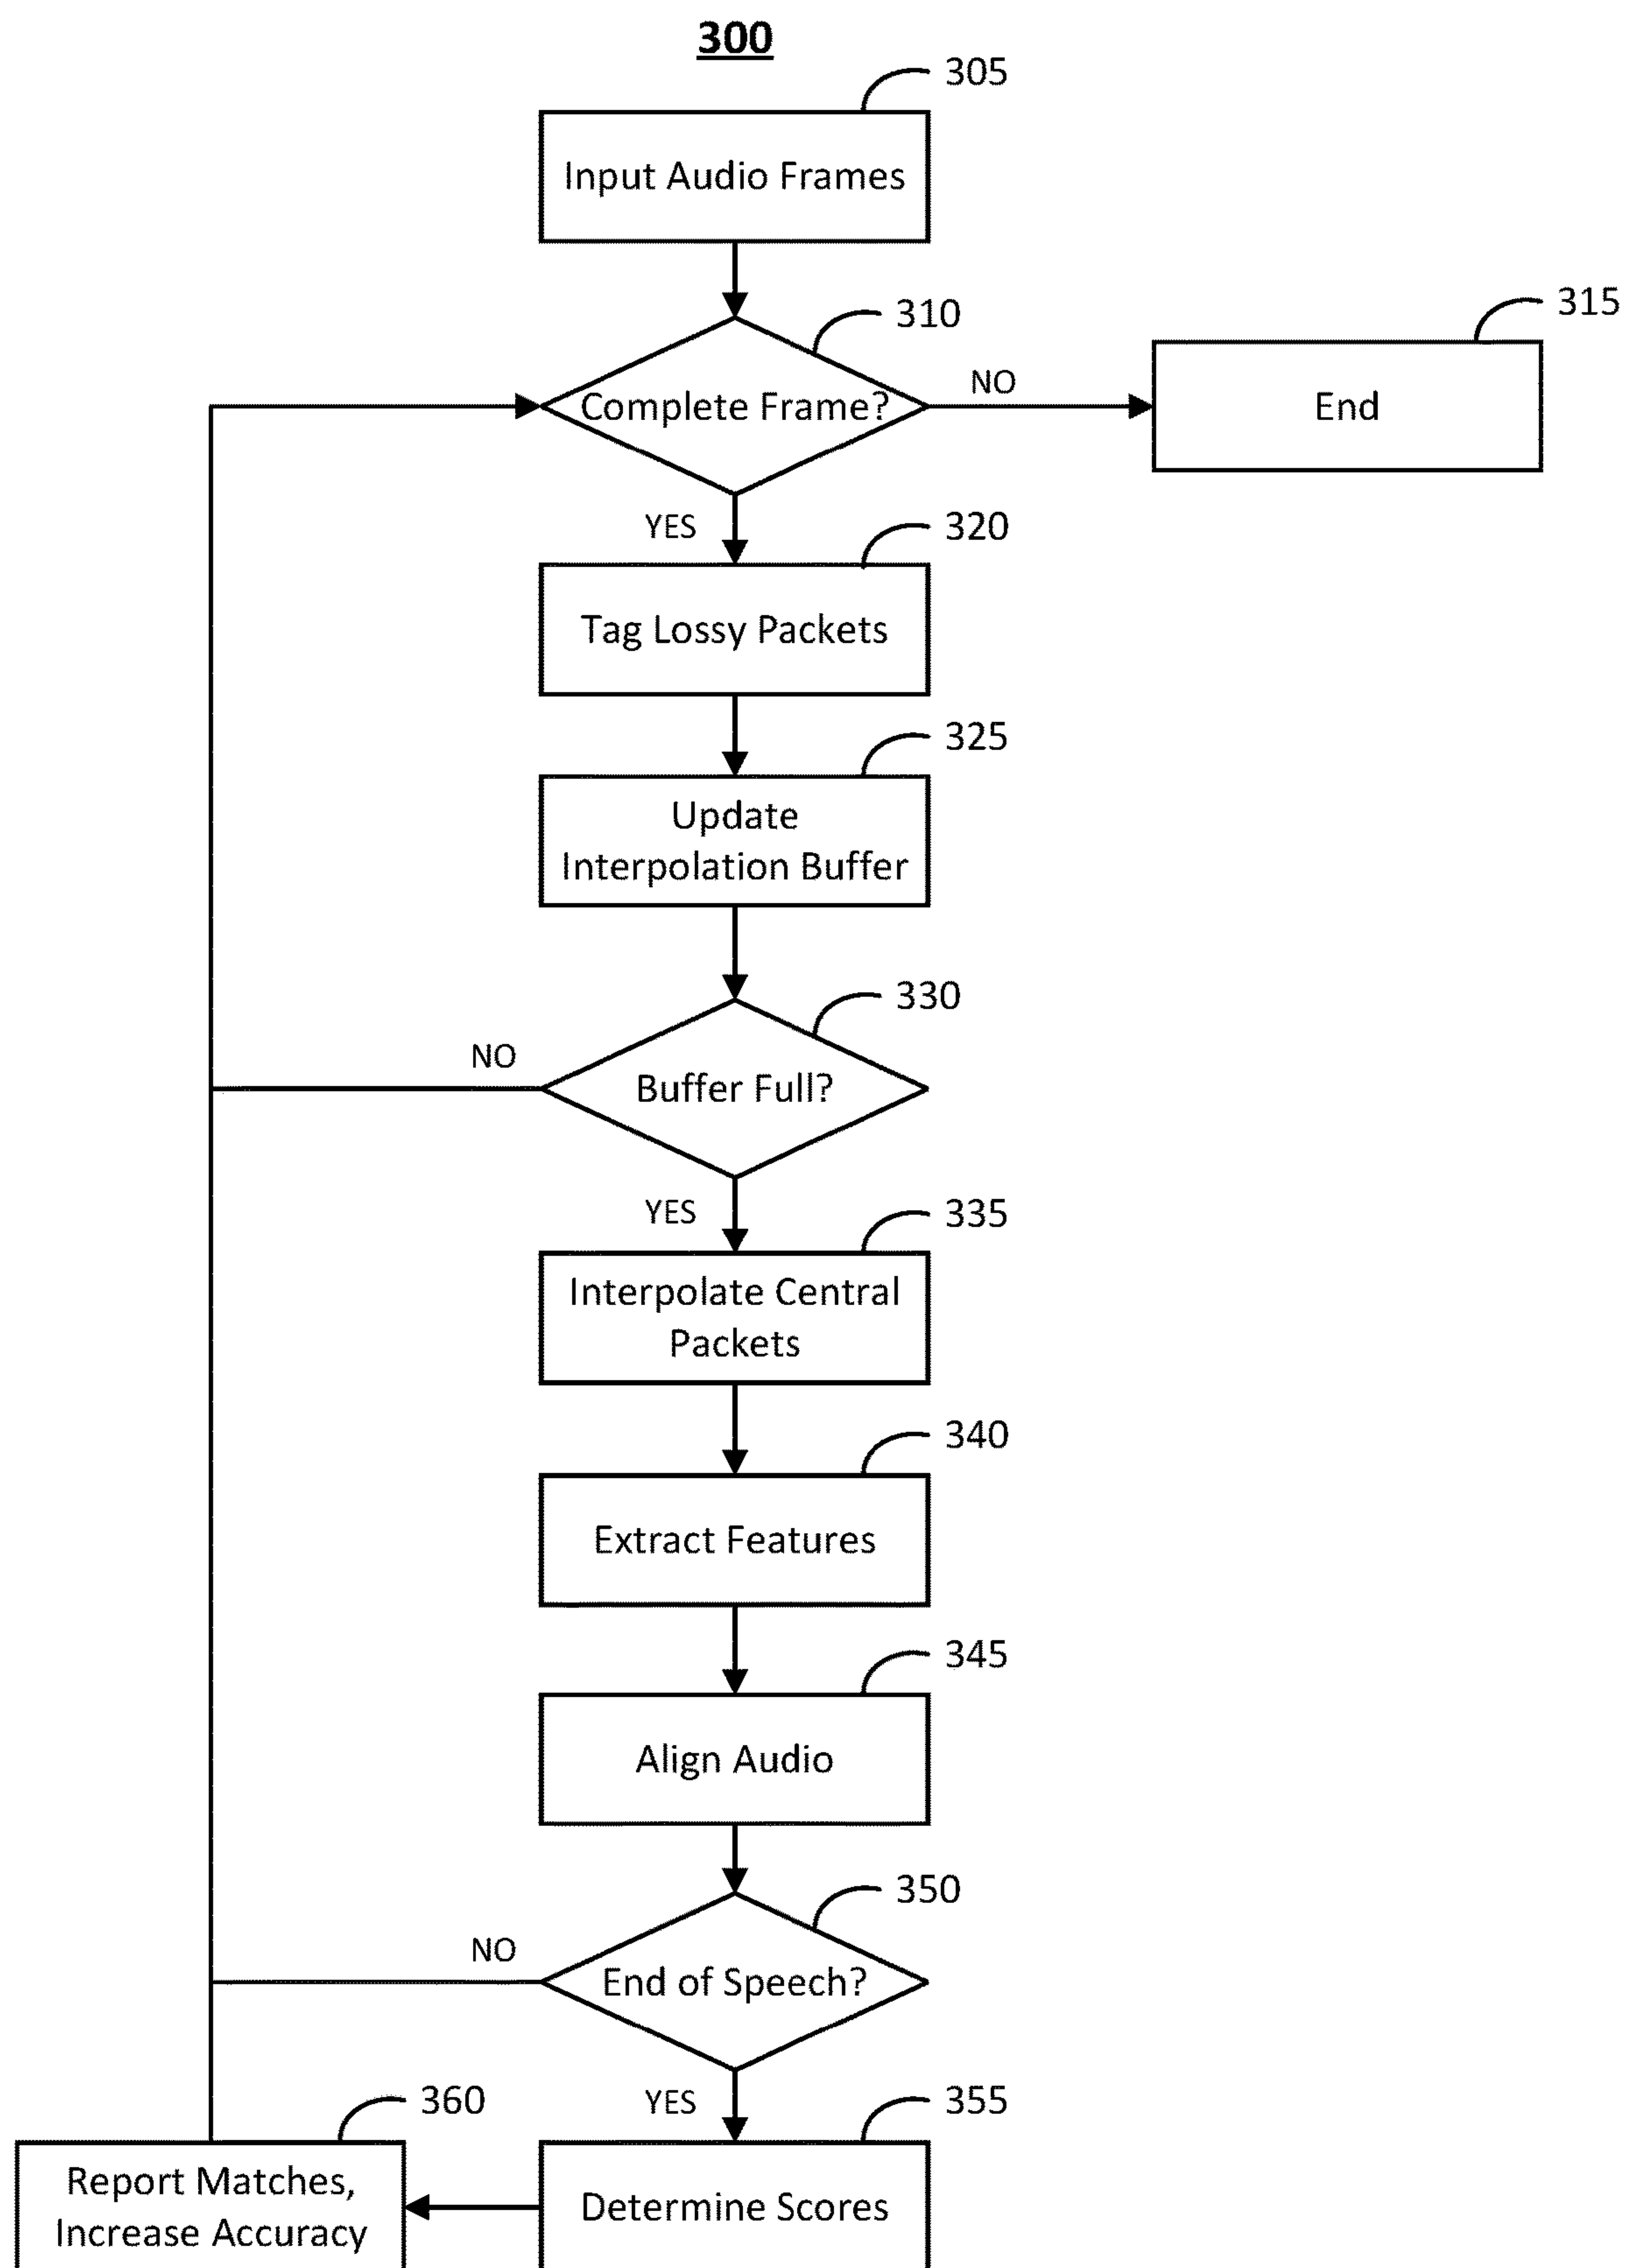 300
305
Input Audio Frames
310
315
Complete Frame?
NO
End
YES
320
Tag Lossy Packets
325
Update
Interpolation Buffer
330
NO
Buffer Full?
YES
335
Interpolate Central
Packets
340
Extract Features
345
Align Audio
350
NO
End of Speech?
YES
360
355
Report Matches,
Increase Accuracy
Determine Scores